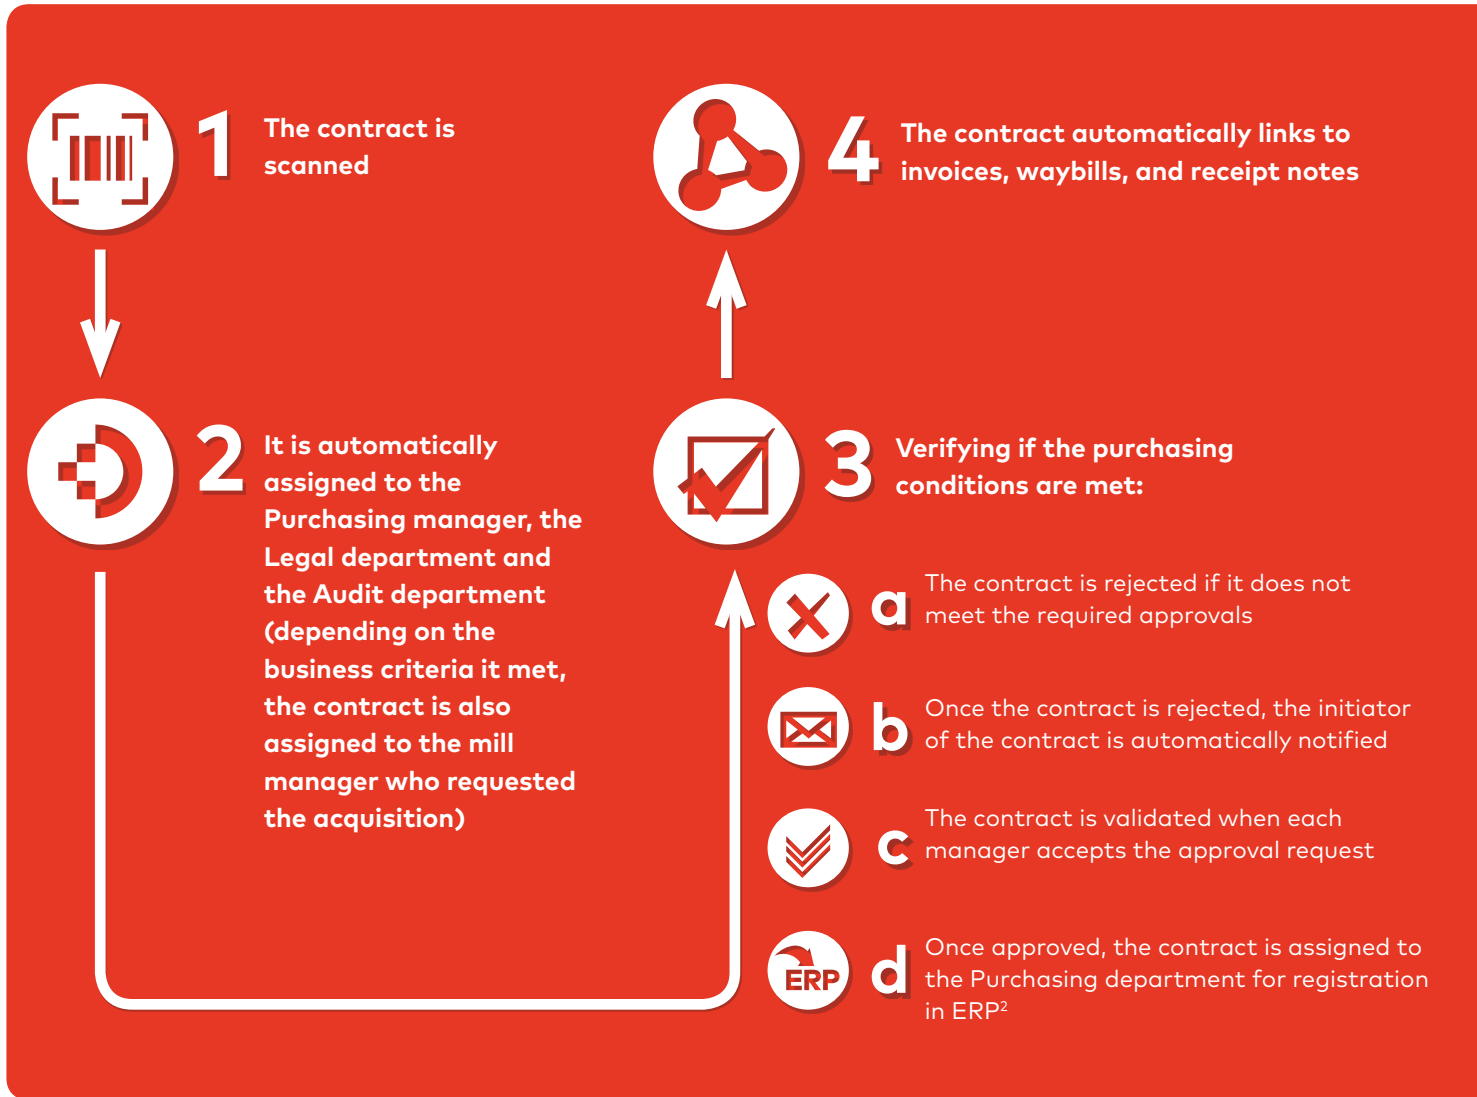 1
The contract is
scanned
2
It is automatically
assigned to the
Purchasing manager, the
Legal department and
the Audit department
(depending on the
business criteria it met,
the contract is also
assigned to the mill
manager who requested
the acquisition)
3
Verifying if the purchasing
conditions are met:
a
The contract is rejected if it does not
meet the required approvals
b
Once the contract is rejected, the initiator
of the contract is automatically notified
c
The contract is validated when each
manager accepts the approval request
ERP
d
Once approved, the contract is assigned to
the Purchasing department for registration
in ERP²
4
The contract automatically links to
invoices, waybills, and receipt notes